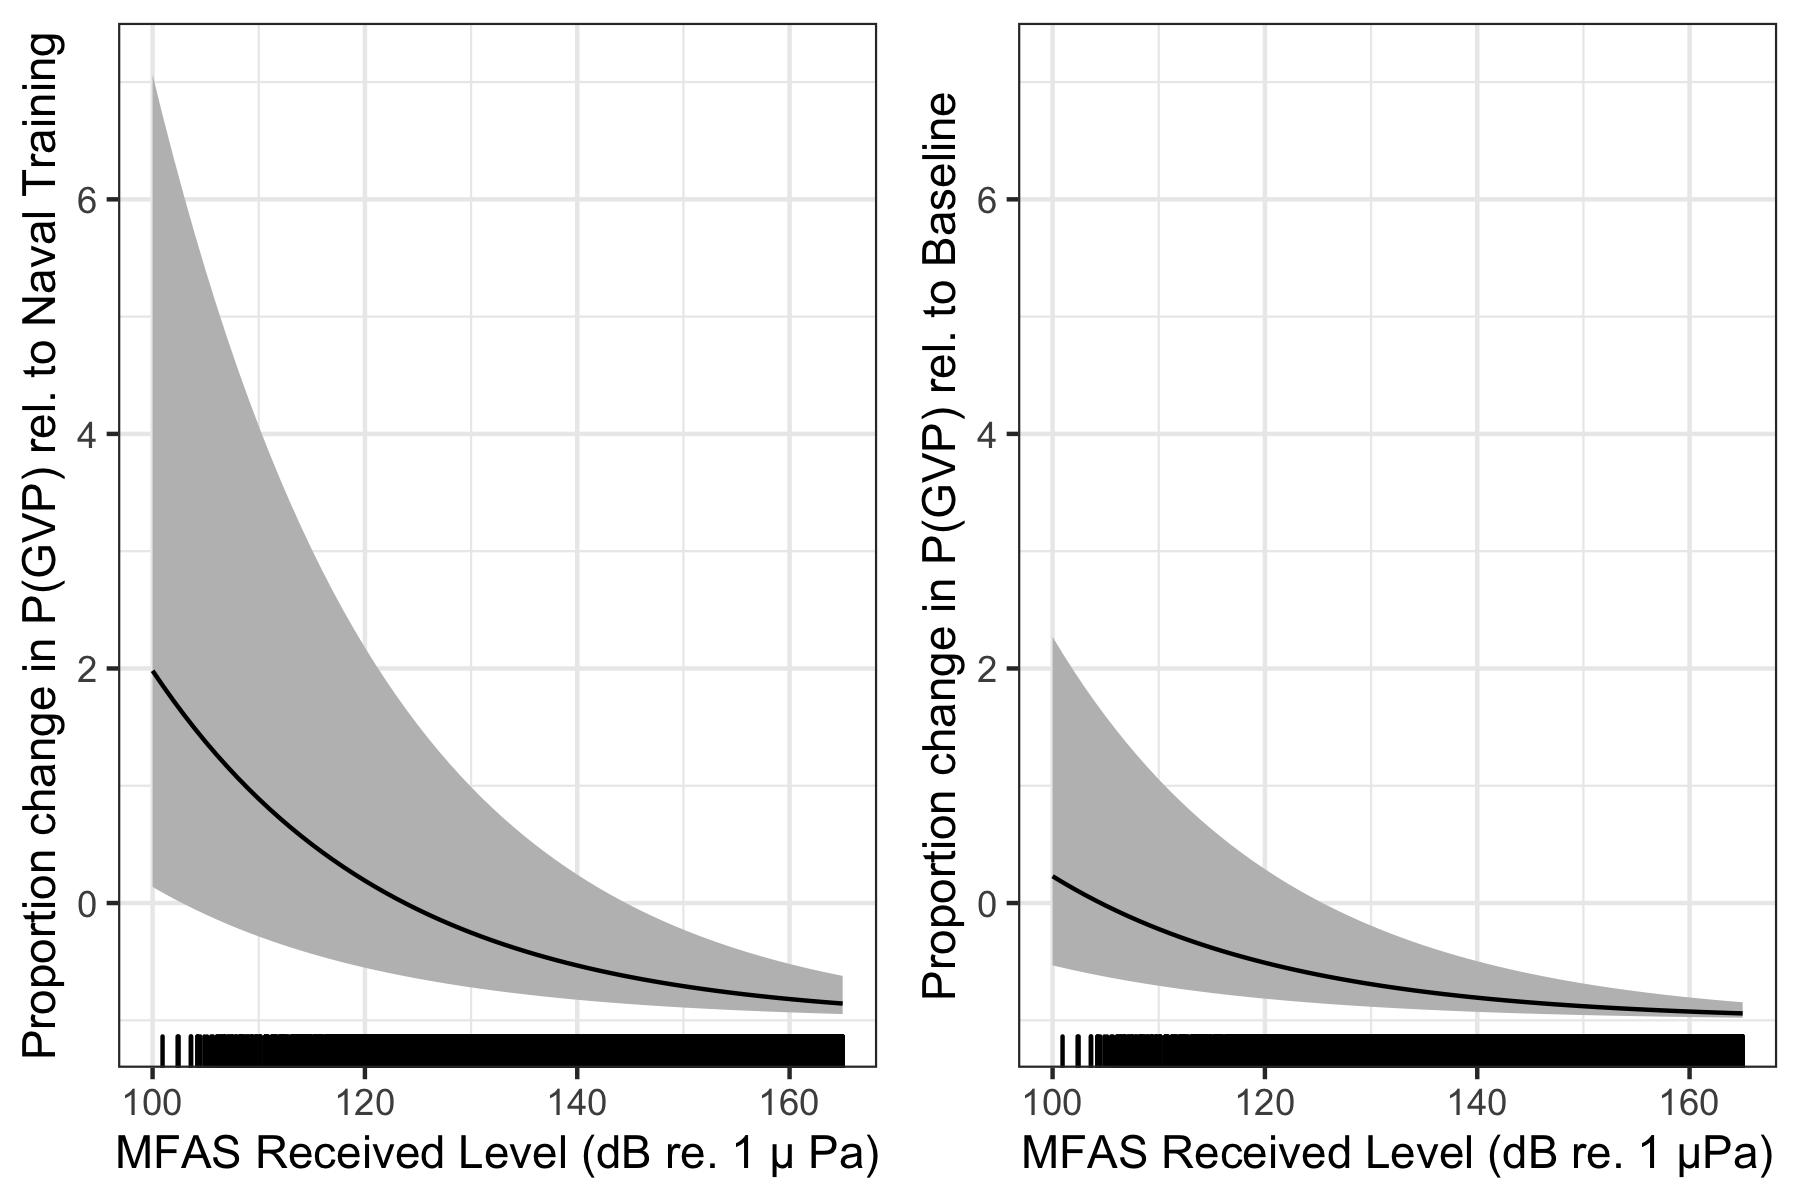 Proportion change in P(GVP) rel. to Naval Training
6
4
2
0
100 120 140 160
MFAS Received Level (dB re. 1 μ Pa)
Proportion change in P(GVP) rel. to Baseline
6
4
2
0
100 120 140 160
MFAS Received Level (dB re. 1 μPa)